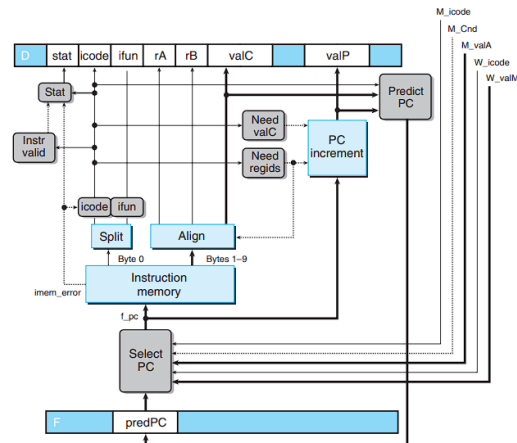 M_icode
M_Cnd
M_valA
W_icode
W_valM
D stat icode ifun rA rB valC valP
Stat
Predict
PC
Instr
valid
Need
valC
Need
regids
PC
increment
icode ifun
Split
Align
Byte 0
Bytes 1–9
imem_error
Instruction
memory
f_pc
Select
PC
F predPC